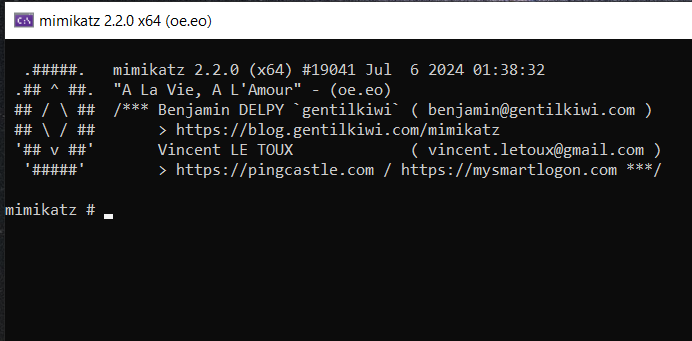 mimikatz 2.2.0 x64 (oe.eo)
.#####.   mimikatz 2.2.0 (x64) #19041 Jul  6 2024 01:38:32
.## ^ ##.  "A La Vie, A L'Amour" - (oe.eo)
## / \ ##  /*** Benjamin DELPY `gentilkiwi` ( benjamin@gentilkiwi.com )
## \ / ##       > https://blog.gentilkiwi.com/mimikatz
'## v ##'       Vincent LE TOUX             ( vincent.letoux@gmail.com )
'#####'        > https://pingcastle.com / https://mysmartlogon.com ***/
mimikatz #